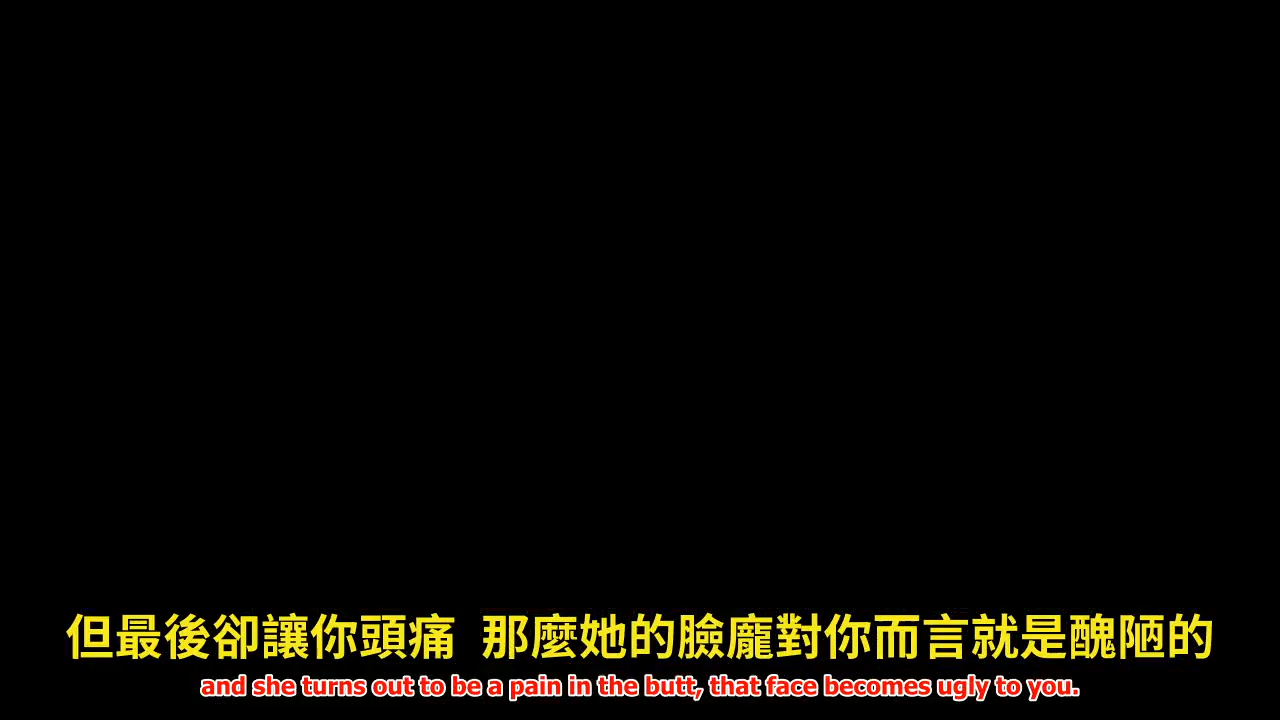 但最後卻讓你頭痛 那麼她的臉龐對你而言就是醜陋的
and she turns out to be a pain in the butt, that face becomes ugly to you.